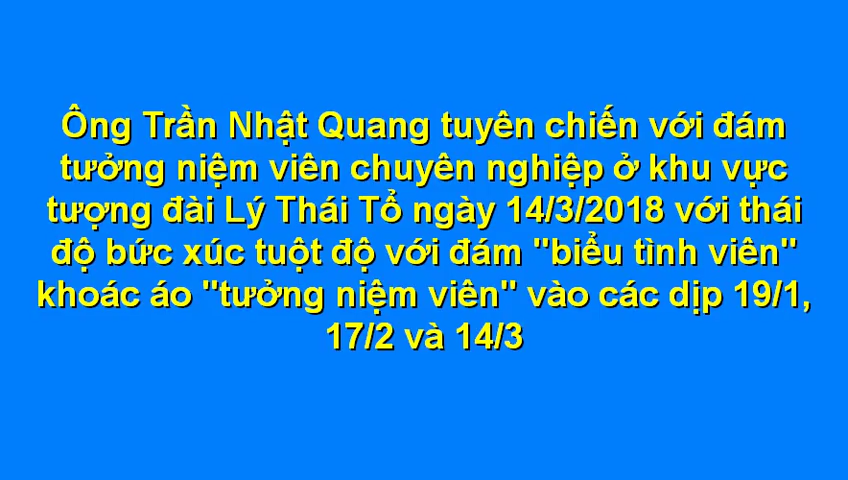 Ông Trần Nhật Quang tuyên chiến với đám
tưởng niệm viên chuyên nghiệp ở khu vực
tượng đài Lý Thái Tổ ngày 14/3/2018 với thái
độ bức xúc tuột độ với đám "biểu tình viên"
khoác áo "tưởng niệm viên" vào các dịp 19/1,
17/2 và 14/3